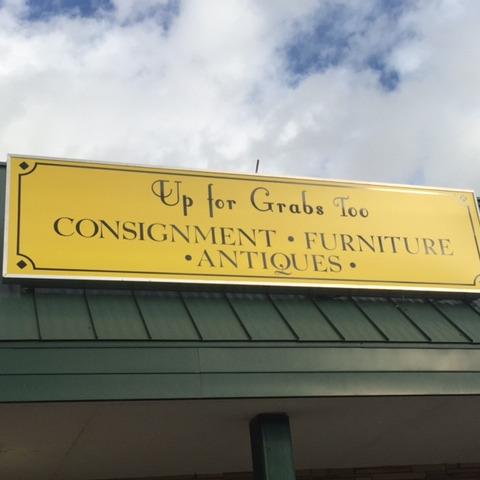 Up for Grabs Too
CONSIGNMENT • FURNITURE
• ANTIQUES •